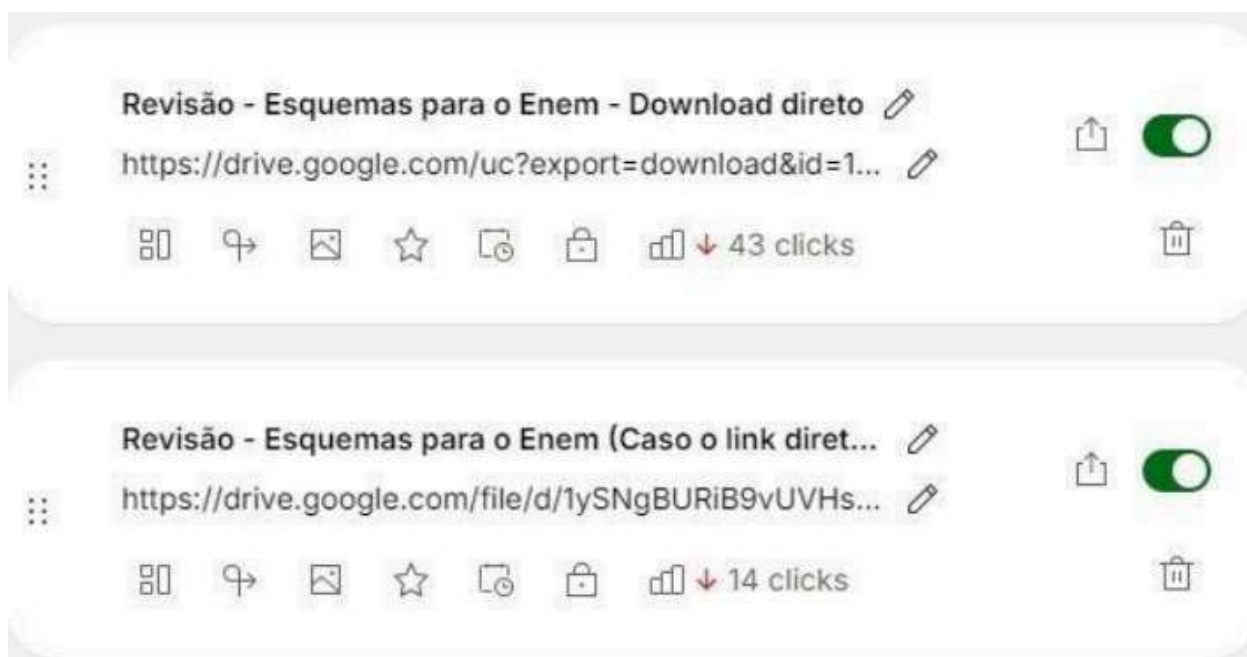 Revisão - Esquemas para o Enem - Download direto
https://drive.google.com/uc?export=download&id=1...
43 clicks
Revisão - Esquemas para o Enem (Caso o link diret...
https://drive.google.com/file/d/1ySNgBURiB9vUVHs...
14 clicks